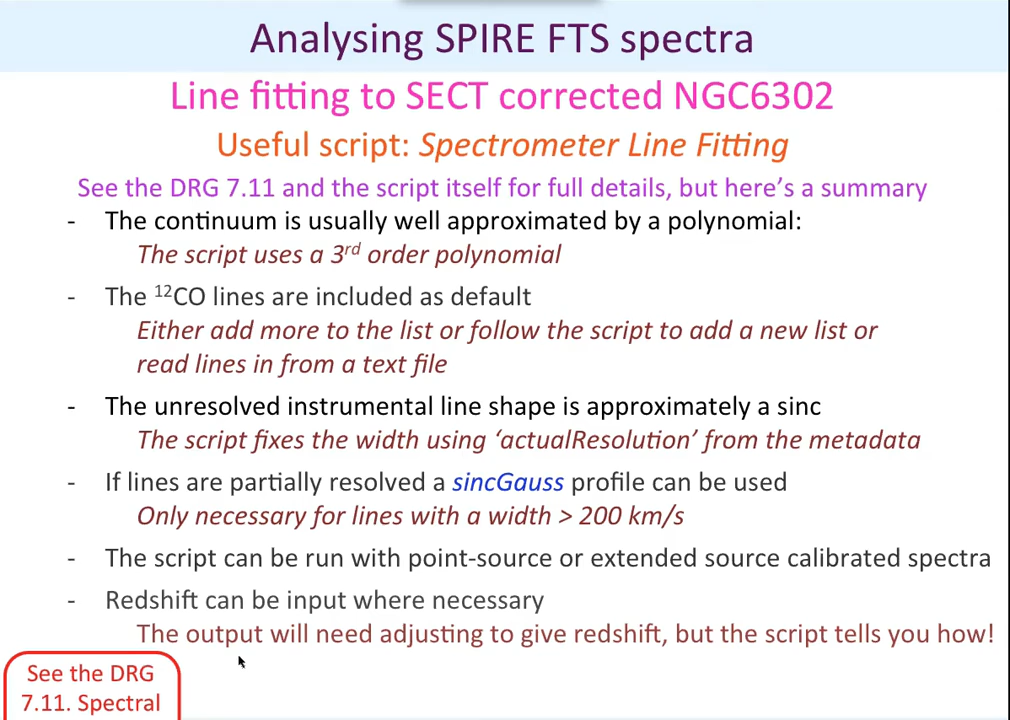 Analysing SPIRE FTS spectra
Line fitting to SECT corrected NGC6302
Useful script: Spectrometer Line Fitting
See the DRG 7.11 and the script itself for full details, but here's a summary
- The continuum is usually well approximated by a polynomial:
The script uses a 3rd order polynomial
- The 12CO lines are included as default
Either add more to the list or follow the script to add a new list or
read lines in from a text file
- The unresolved instrumental line shape is approximately a sinc
The script fixes the width using ‘actualResolution’ from the metadata
- If lines are partially resolved a sincGauss profile can be used
Only necessary for lines with a width > 200 km/s
- The script can be run with point-source or extended source calibrated spectra
- Redshift can be input where necessary
The output will need adjusting to give redshift, but the script tells you how!
See the DRG
7.11. Spectral